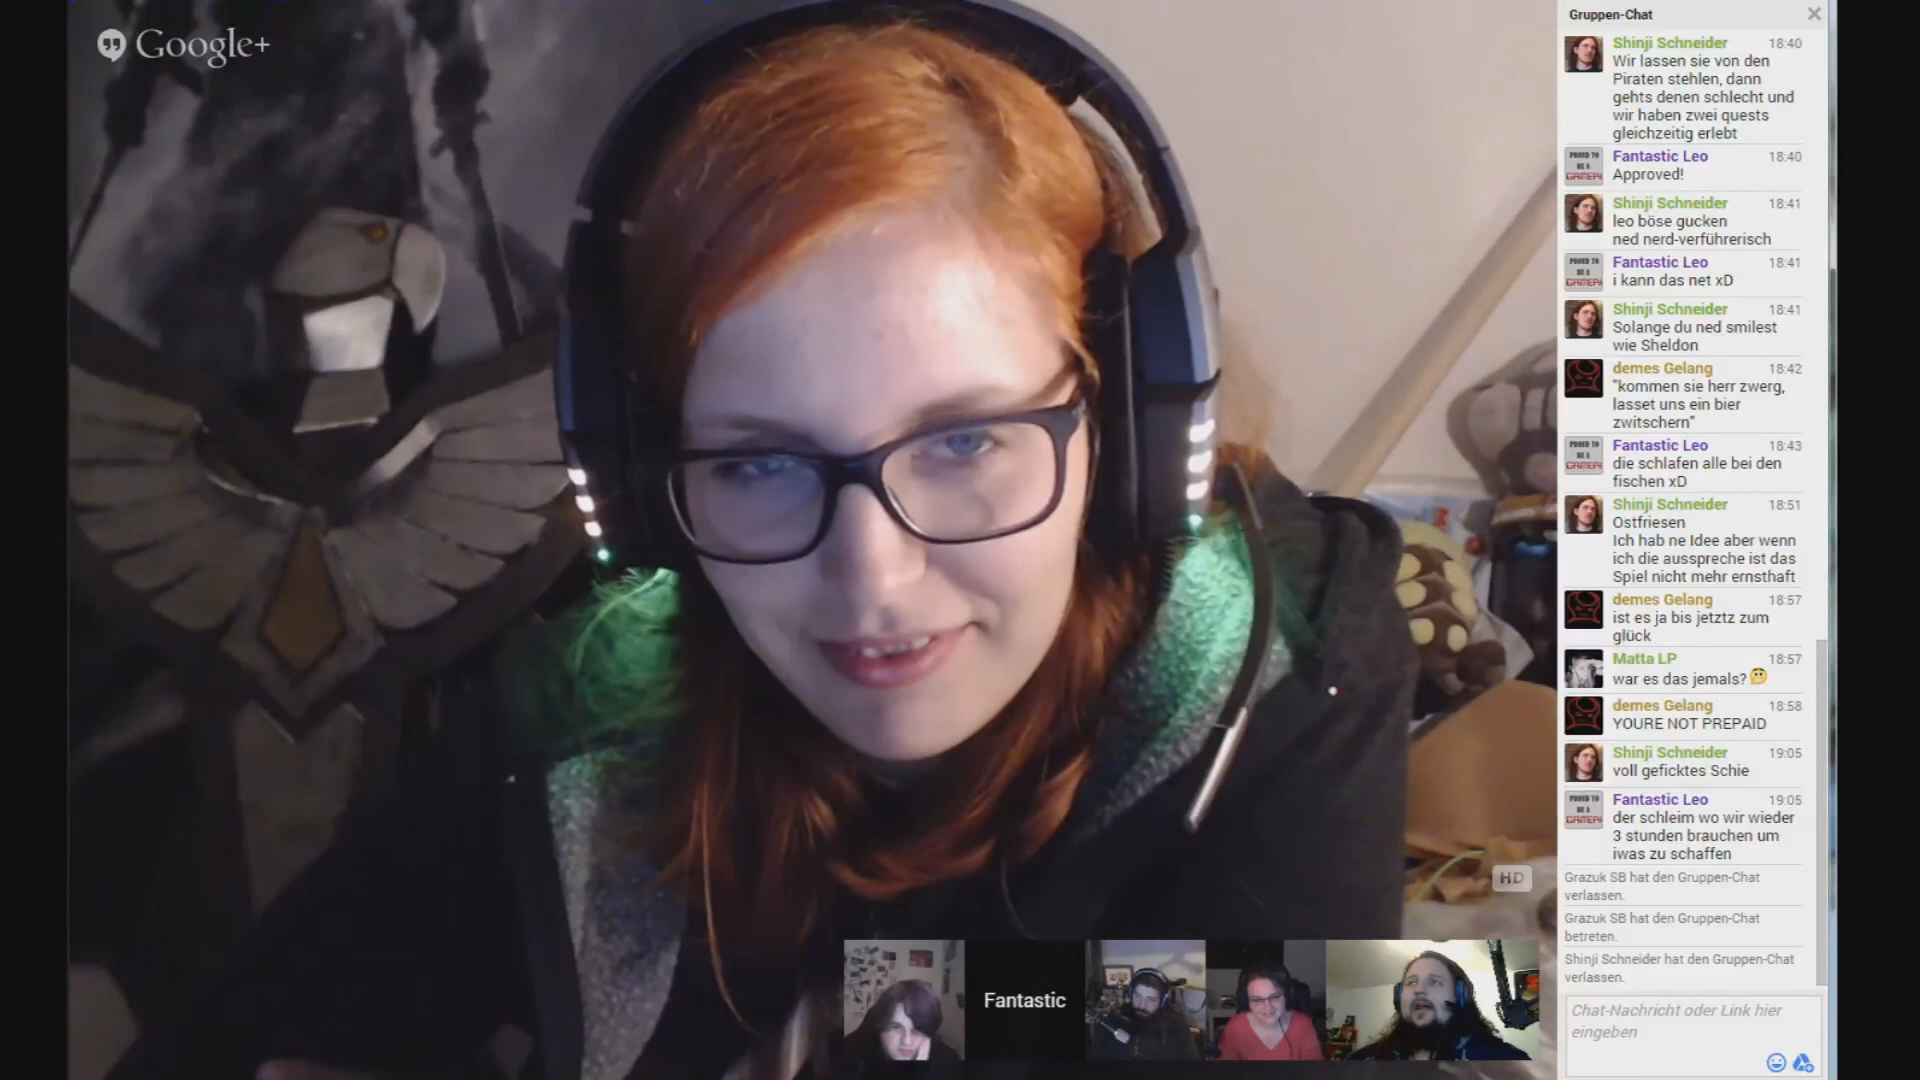 Google+
Gruppen-Chat
Shinji Schneider 18:40
Wir lassen sie von den
Piraten stehlen, dann
gehts denen schlecht und
wir haben zwei quests
gleichzeitig erlebt
Fantastic Leo 18:40
Approved!
Shinji Schneider 18:41
leo böse gucken
ned nerd-verführerisch
Fantastic Leo 18:41
i kann das net xD
Shinji Schneider 18:41
Solange du ned smilest
wie Sheldon
demes Gelang 18:42
"kommen sie herr zwerg,
lasset uns ein bier
zwitschern"
Fantastic Leo 18:43
die schlafen alle bei den
fischen xD
Shinji Schneider 18:51
Ostfriesen
Ich hab ne Idee aber wenn
ich die ausspreche ist das
Spiel nicht mehr ernsthaft
demes Gelang 18:57
ist es ja bis jetztz zum
glück
Matta LP 18:57
war es das jemals?
demes Gelang 18:58
YOURE NOT PREPAID
Shinji Schneider 19:05
voll geficktes Schie
Fantastic Leo 19:05
der schleim wo wir wieder
3 stunden brauchen um
iwas zu schaffen
Grazuk SB hat den Gruppen-Chat
verlassen.
Grazuk SB hat den Gruppen-Chat
betreten.
Shinji Schneider hat den Gruppen-Chat
verlassen.
Chat-Nachricht oder Link hier
eingeben
HD
Fantastic
PROUD TO
BE A
GAMER